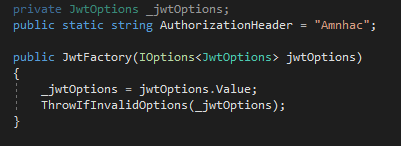 private JwtOptions _jwtOptions;
public static string AuthorizationHeader = "Amnhac";
public JwtFactory(IOptions<JwtOptions> jwtOptions)
{
_jwtOptions = jwtOptions.Value;
ThrowIfInvalidOptions(_jwtOptions);
}